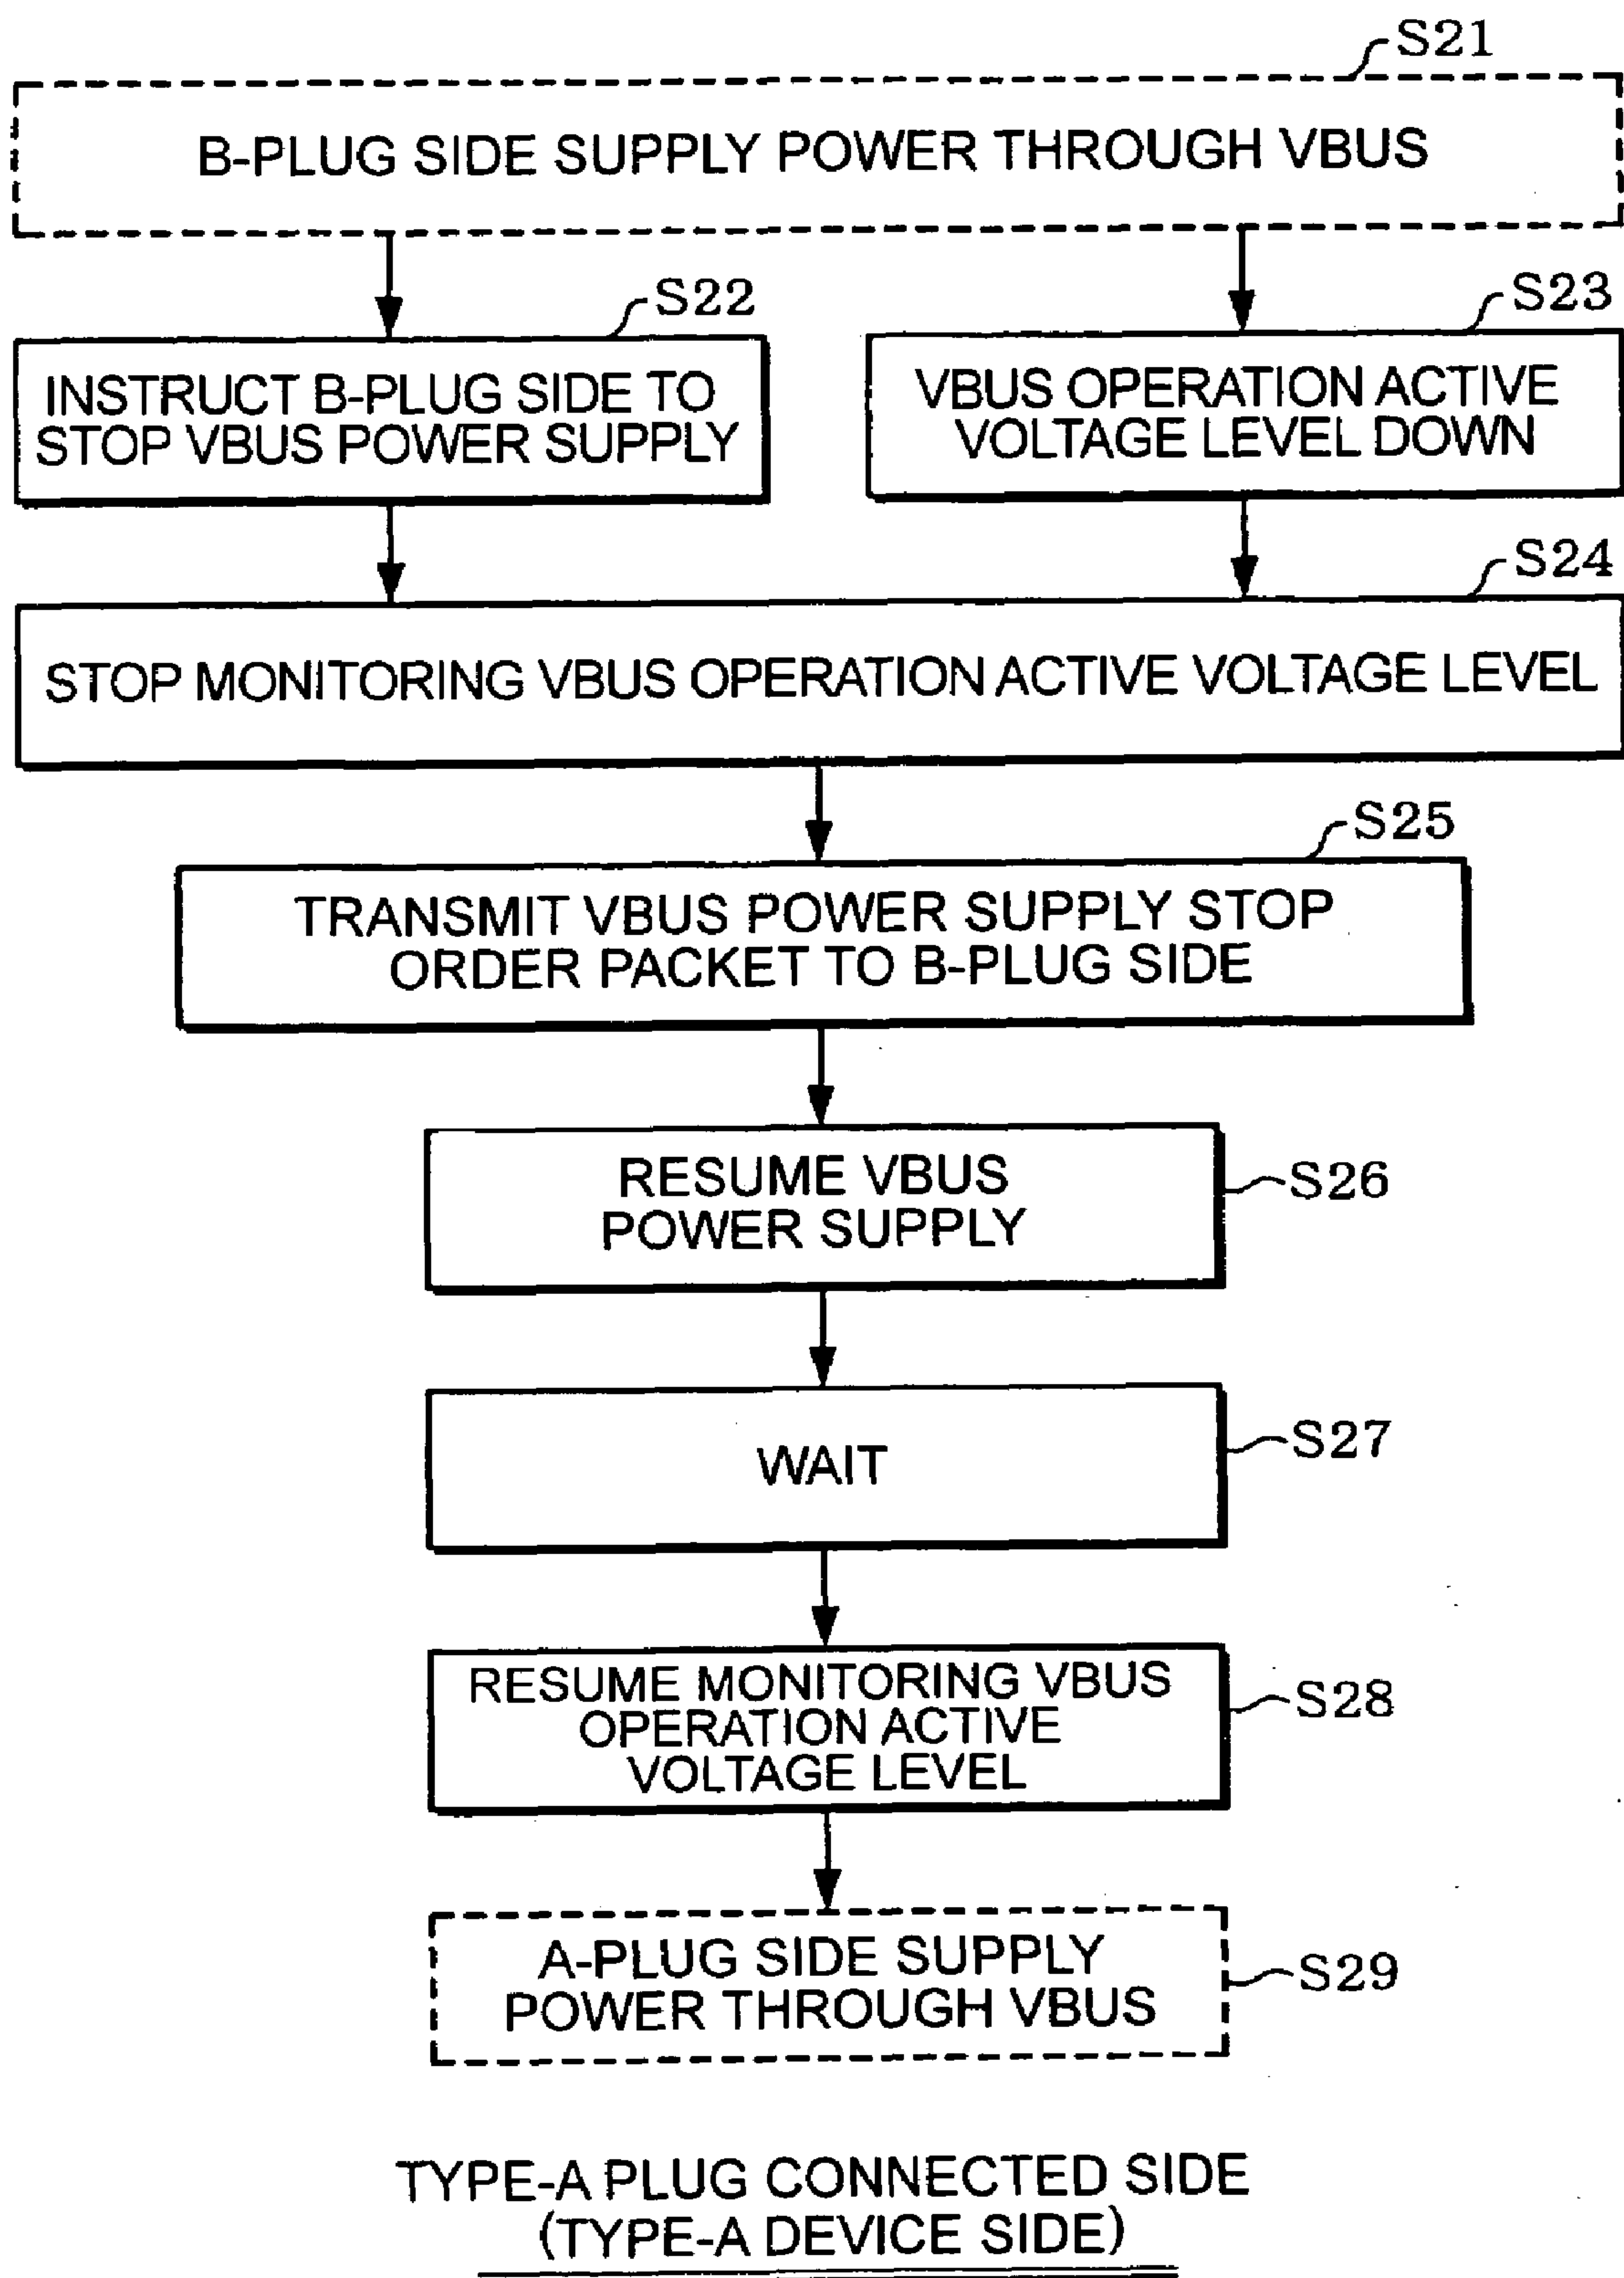 S21
B-PLUG SIDE SUPPLY POWER THROUGH VBUS
S22
INSTRUCT B-PLUG SIDE TO
STOP VBUS POWER SUPPLY
S23
VBUS OPERATION ACTIVE
VOLTAGE LEVEL DOWN
S24
STOP MONITORING VBUS OPERATION ACTIVE VOLTAGE LEVEL
S25
TRANSMIT VBUS POWER SUPPLY STOP
ORDER PACKET TO B-PLUG SIDE
RESUME VBUS
POWER SUPPLY
S26
WAIT
S27
RESUME MONITORING VBUS
OPERATION ACTIVE
VOLTAGE LEVEL
S28
A-PLUG SIDE SUPPLY
POWER THROUGH VBUS
S29
TYPE-A PLUG CONNECTED SIDE
(TYPE-A DEVICE SIDE)